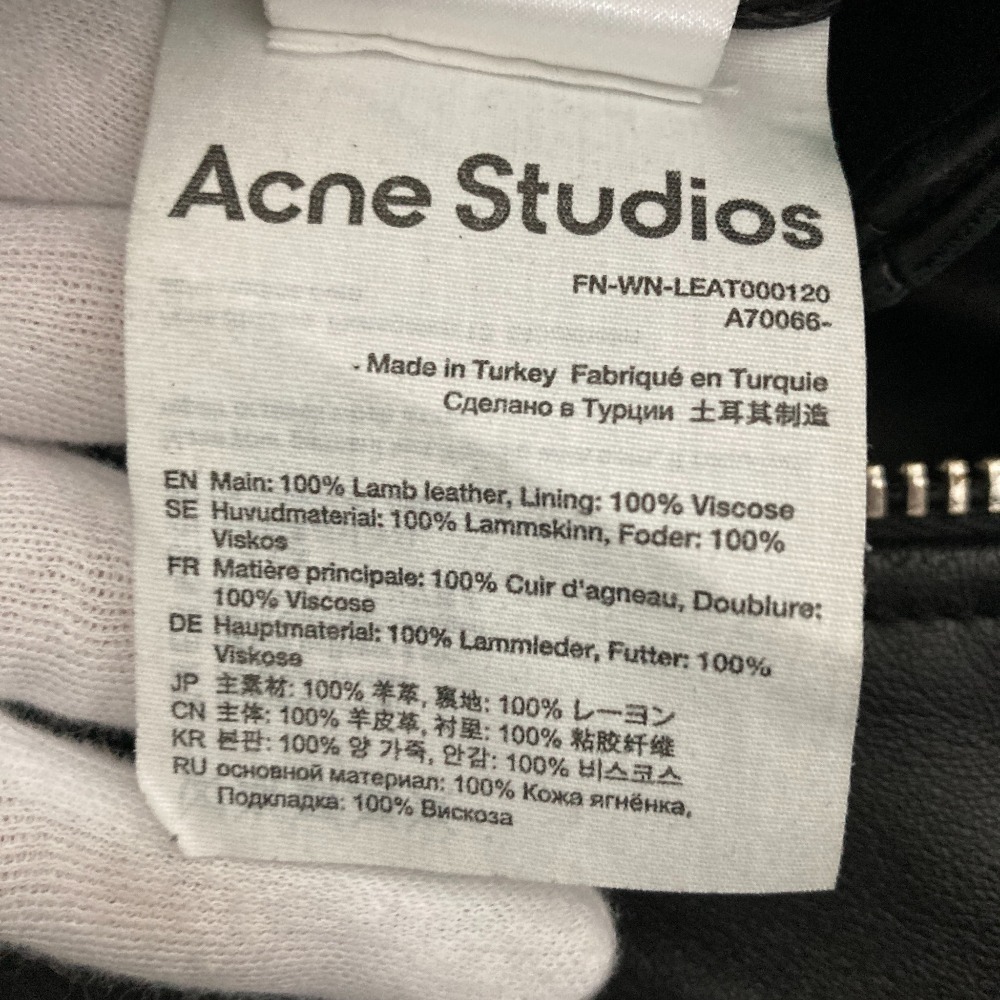 Acne Studios
FN-WN-LEAT000120
A70066-
- Made in Turkey Fabriqué en Turquie
Сделано в Турции 土耳其制造
EN Main: 100% Lamb leather, Lining: 100% Viscose
SE Huvudmaterial: 100% Lammskinn, Foder: 100%
Viskos
FR Matière principale: 100% Cuir d'agneau, Doublure:
100% Viscose
DE Hauptmaterial: 100% Lammleder, Futter: 100%
Viskose
JP 主素材: 100% 羊革, 裏地: 100% レーヨン
CN 主体: 100% 羊皮革, 衬里: 100% 粘胶纤维
KR 본판: 100% 양 가죽, 안감: 100% 비스코스
RU основной материал: 100% Кожа ягнёнка,
Подкладка: 100% Вискоза